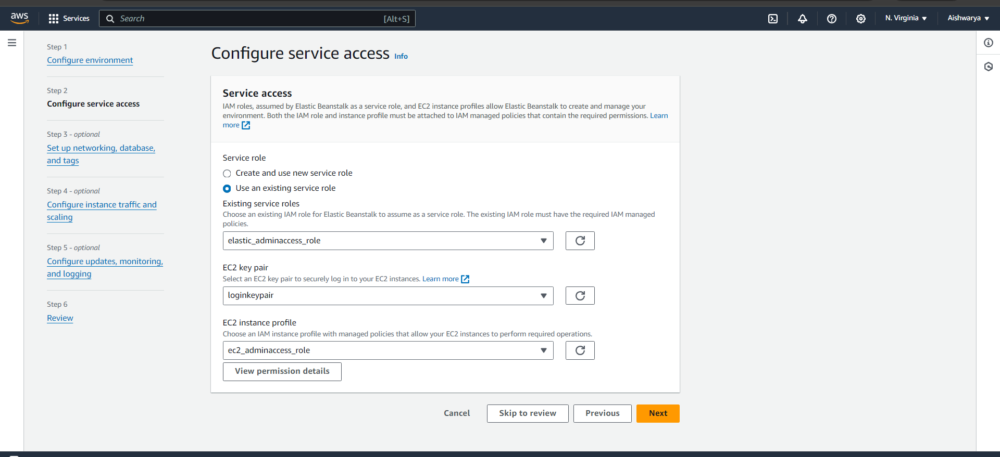 aws
Services
Search
[Alt+S]
N. Virginia
Aishwarya
Step 1
Configure environment
Step 2
Configure service access
Step 3 - optional
Set up networking, database,
and tags
Step 4 - optional
Configure instance traffic and
scaling
Step 5 - optional
Configure updates, monitoring,
and logging
Step 6
Review
Configure service access Info
Service access
IAM roles, assumed by Elastic Beanstalk as a service role, and EC2 instance profiles allow Elastic Beanstalk to create and manage your
environment. Both the IAM role and instance profile must be attached to IAM managed policies that contain the required permissions. Learn
more
Service role
Create and use new service role
Use an existing service role
Existing service roles
Choose an existing IAM role for Elastic Beanstalk to assume as a service role. The existing IAM role must have the required IAM managed
policies.
elastic_adminaccess_role
EC2 key pair
Select an EC2 key pair to securely log in to your EC2 instances. Learn more
loginkeypair
EC2 instance profile
Choose an IAM instance profile with managed policies that allow your EC2 instances to perform required operations.
ec2_adminaccess_role
View permission details
Cancel
Skip to review
Previous
Next